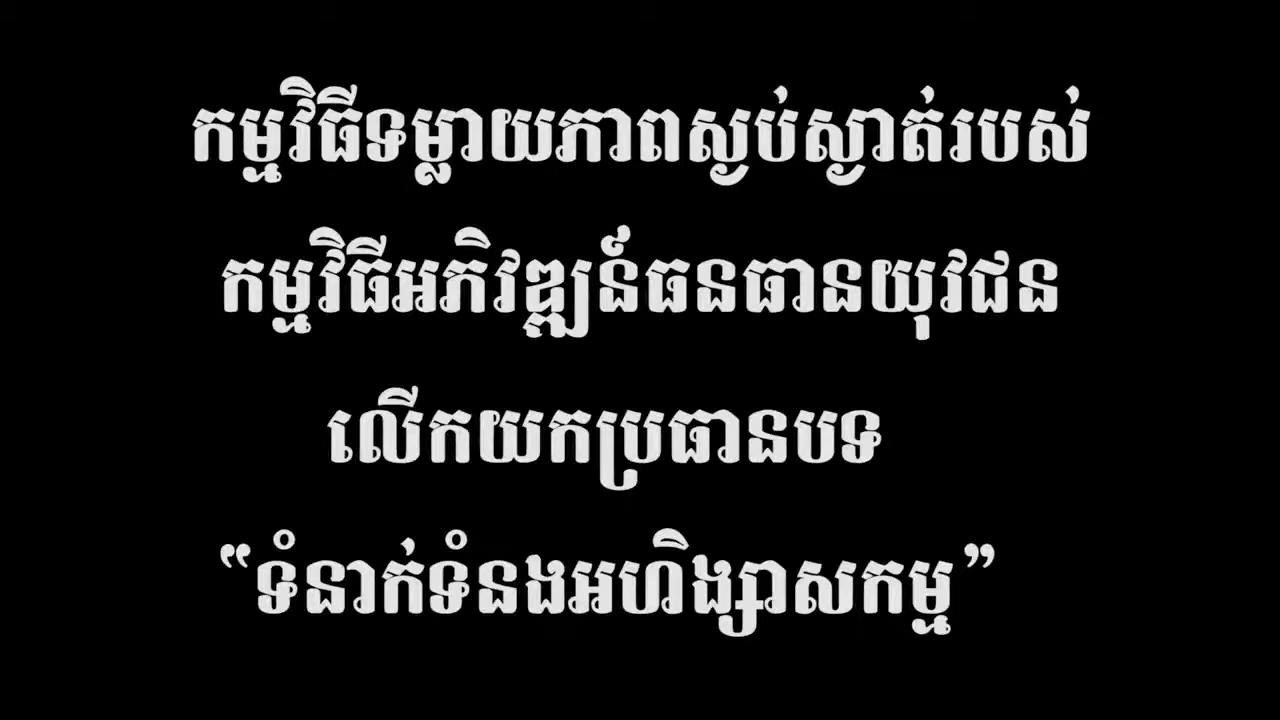 កម្មវិធីទម្លាយភាពស្ងប់ស្ងាត់របស់
កម្មវិធីអភិវឌ្ឍន៍ធនធានយុវជន
លើកយកប្រធានបទ
“ទំនាក់ទំនងអហិង្សាសកម្ម”